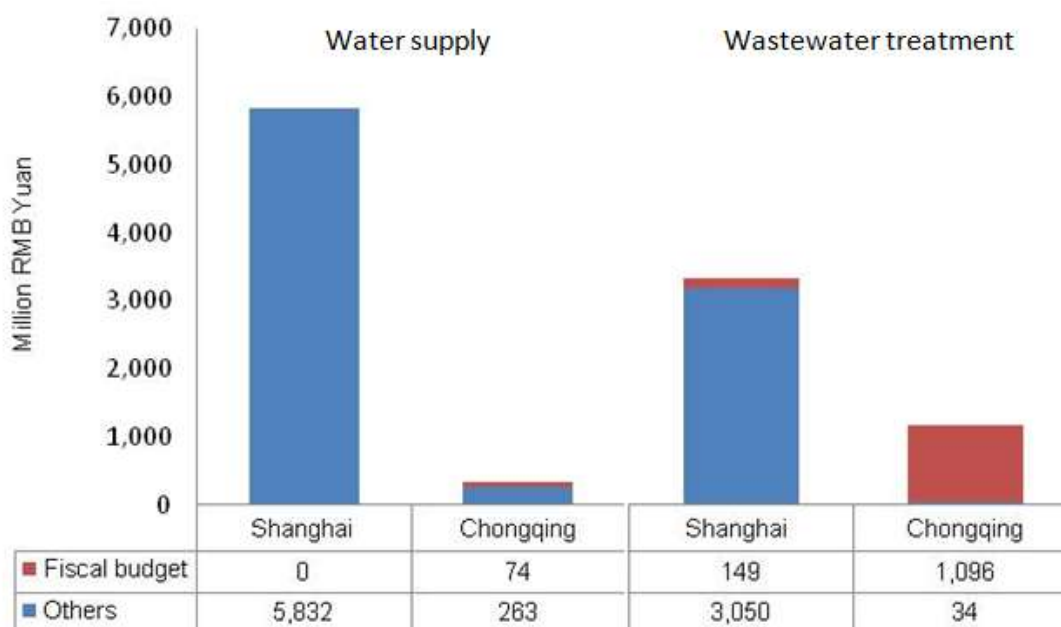 7,000
Water supply Wastewater treatment
6,000
5,000
4,000
3,000
2,000
1,000
0
Million RMB Yuan
Shanghai Chongqing Shanghai Chongqing
Fiscal budget 0 74 149 1,096
Others 5,832 263 3,050 34